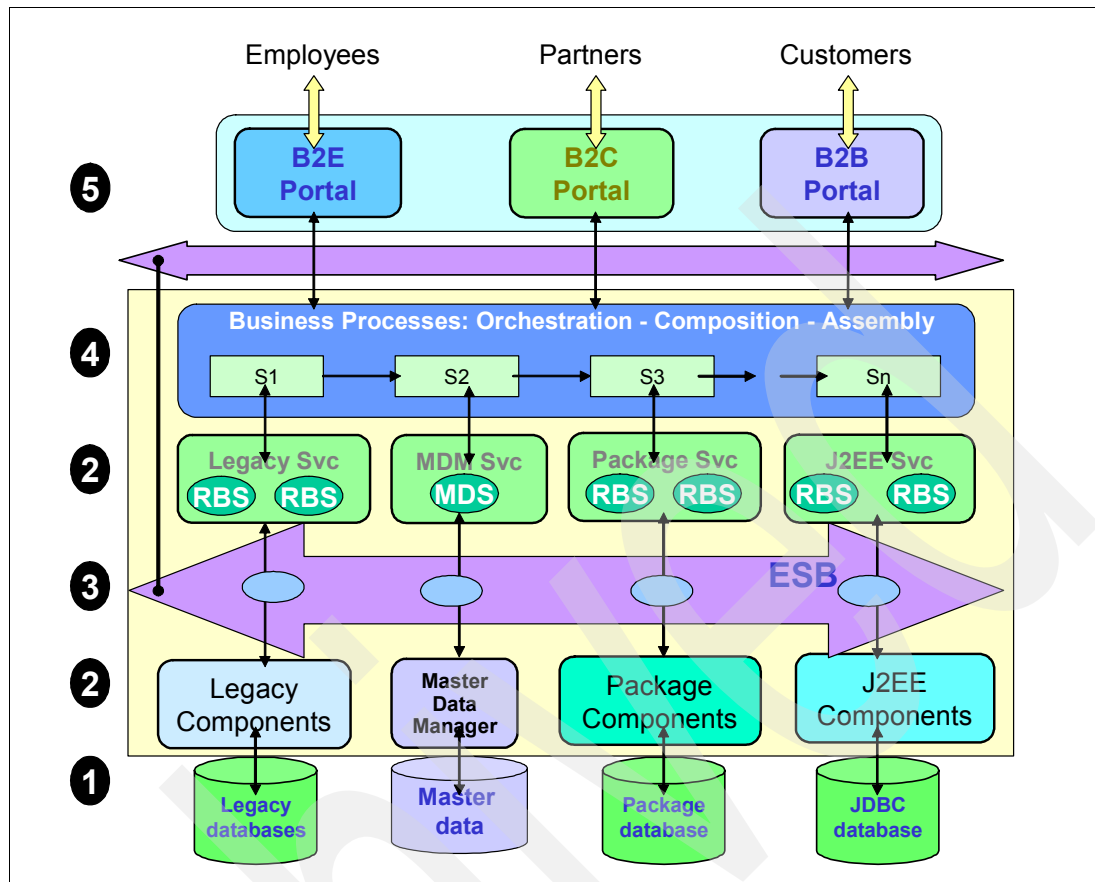 Employees
Partners
Customers
B2E
Portal
B2C
Portal
B2B
Portal
5
Business Processes: Orchestration - Composition - Assembly
4
S1
S2
S3
Sn
2
Legacy Svc
RBS
RBS
MDM Svc
MDS
Package Svc
RBS
RBS
J2EE Svc
RBS
RBS
3
ESB
2
Legacy
Components
Master
Data
Manager
Package
Components
J2EE
Components
1
Legacy
databases
Master
data
Package
database
JDBC
database